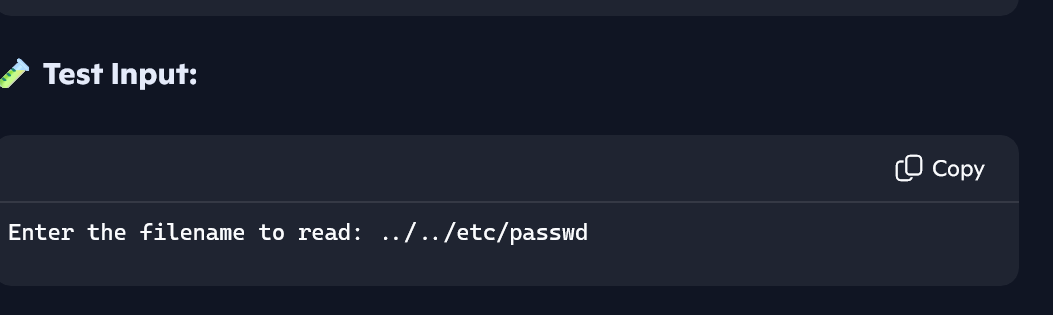 Test Input:
Copy
Enter the filename to read: ../../etc/passwd